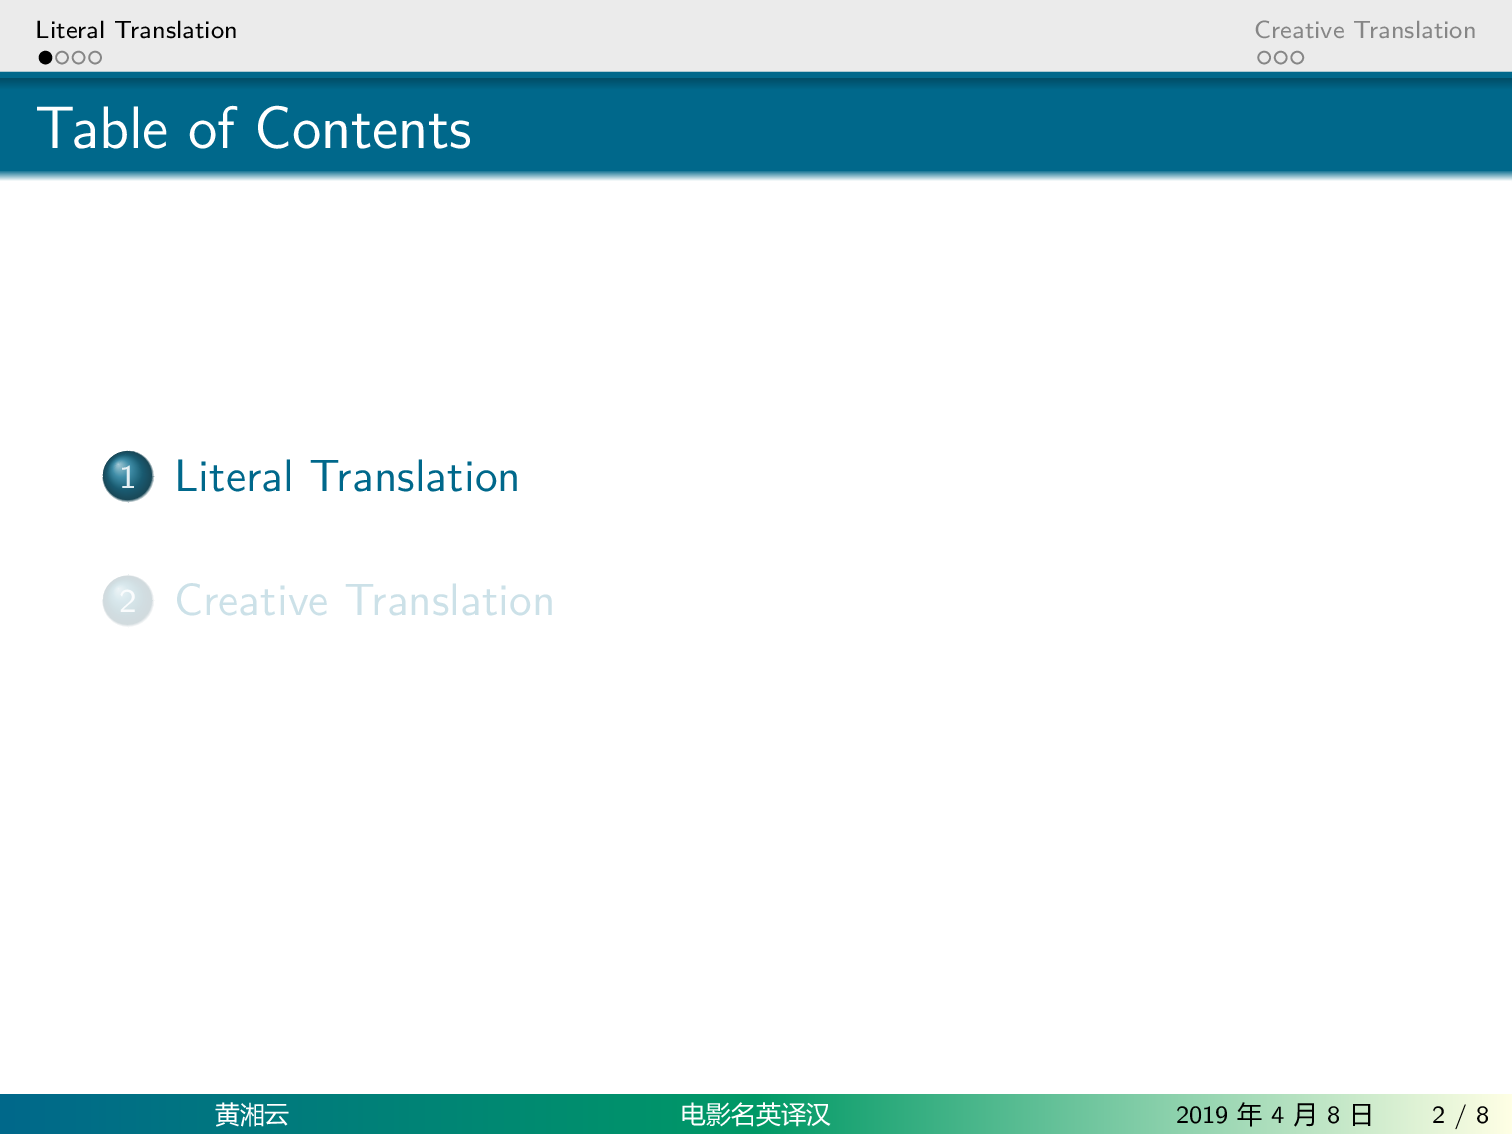 Literal Translation
Creative Translation
Table of Contents
1 Literal Translation
2 Creative Translation
黄湘云
电影名英译汉
2019 年 4 月 8 日
2 / 8